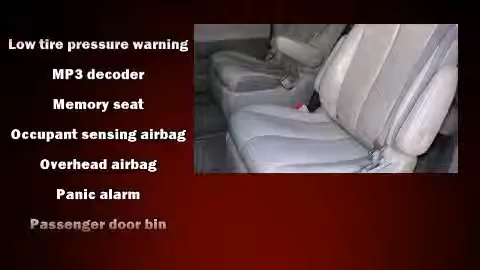 Low tire pressure warning
MP3 decoder
Memory seat
Occupant sensing airbag
Overhead airbag
Panic alarm
Passenger door bin